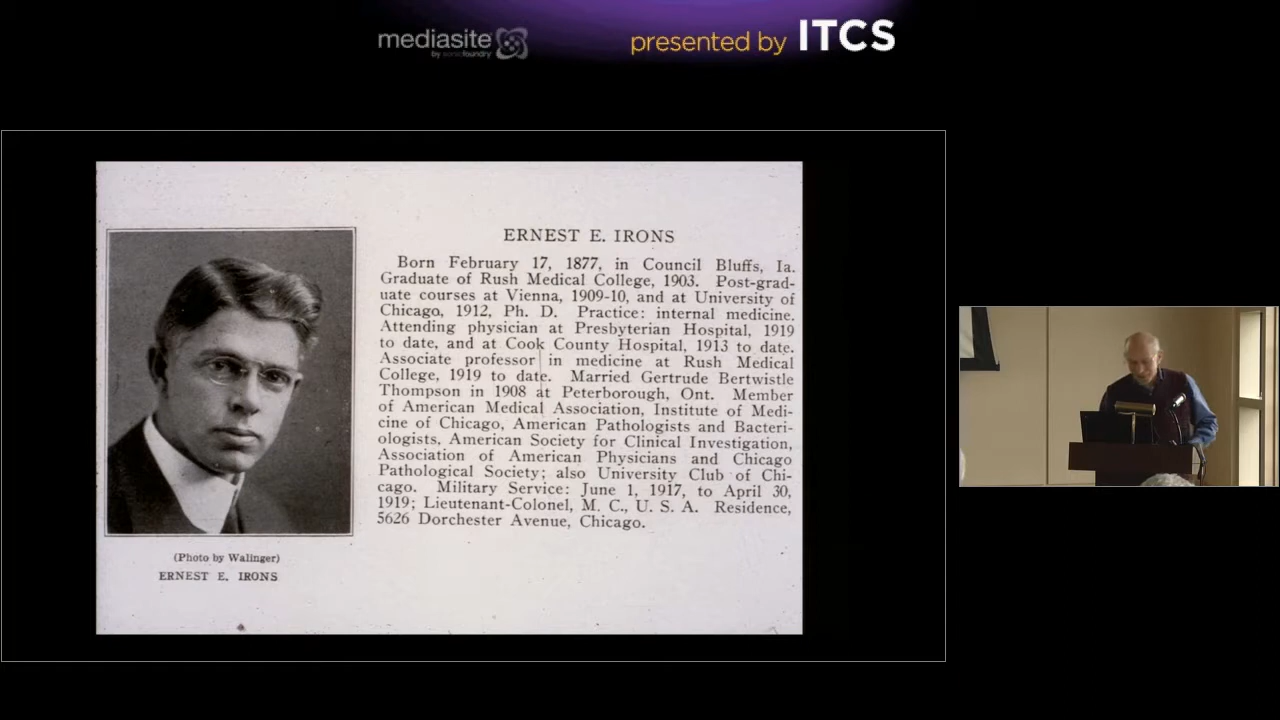 mediasite
by sonicfoundry
presented by ITCS
ERNEST E. IRONS
Born February 17, 1877, in Council Bluffs, Ia.
Graduate of Rush Medical College, 1903. Post-grad-
uate courses at Vienna, 1909-10, and at University of
Chicago, 1912, Ph. D. Practice: internal medicine.
Attending physician at Presbyterian Hospital, 1919
to date, and at Cook County Hospital, 1913 to date.
Associate professor in medicine at Rush Medical
College, 1919 to date. Married Gertrude Bertwistle
Thompson in 1908 at Peterborough, Ont. Member
of American Medical Association, Institute of Medi-
cine of Chicago, American Pathologists and Bacteri-
ologists, American Society for Clinical Investigation,
Association of American Physicians and Chicago
Pathological Society; also University Club of Chi-
cago. Military Service: June 1, 1917, to April 30,
1919; Lieutenant-Colonel, M. C., U. S. A. Residence,
5626 Dorchester Avenue, Chicago.
(Photo by Walinger)
ERNEST E. IRONS